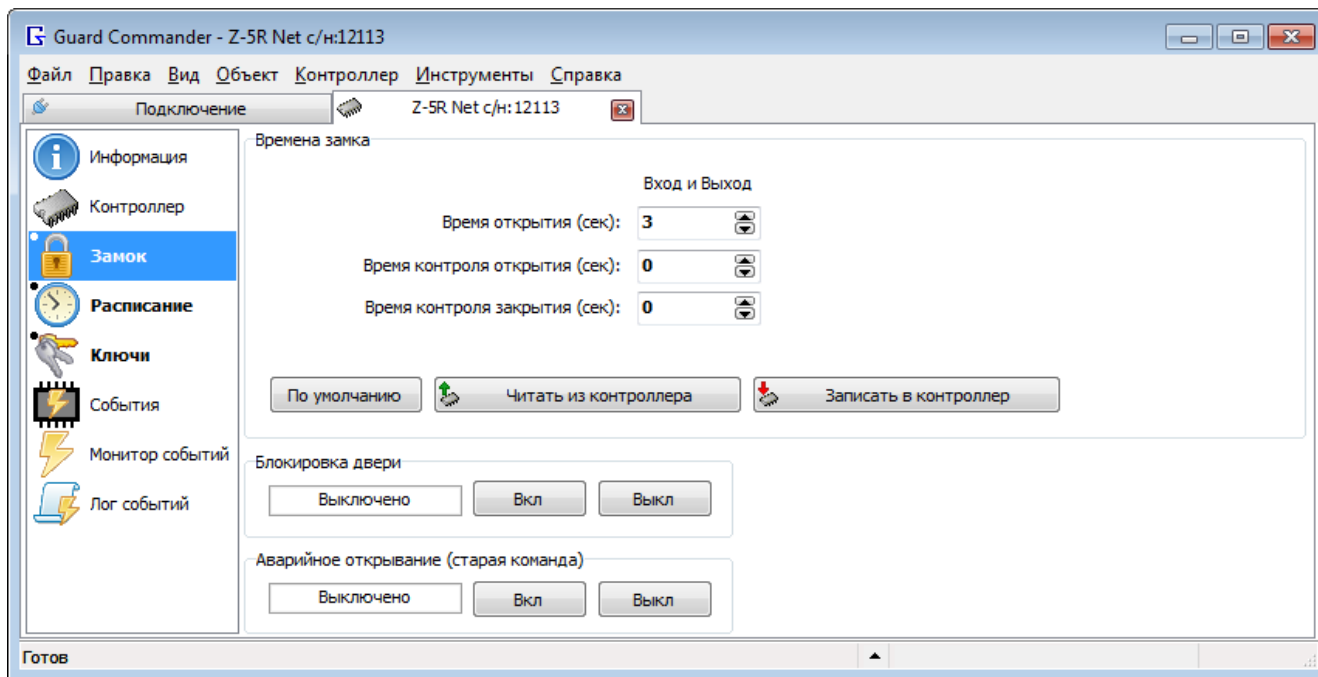 Guard Commander - Z-5R Net с/н:12113
Файл Правка Вид Объект Контроллер Инструменты Справка
Подключение Z-5R Net с/н:12113
Информация
Контроллер
Замок
Расписание
Ключи
События
Монитор событий
Лог событий
Времена замка
Вход и Выход
Время открытия (сек): 3
Время контроля открытия (сек): 0
Время контроля закрытия (сек): 0
По умолчанию Читать из контроллера Записать в контроллер
Блокировка двери
Выключено Вкл Выкл
Аварийное открывание (старая команда)
Выключено Вкл Выкл
Готов